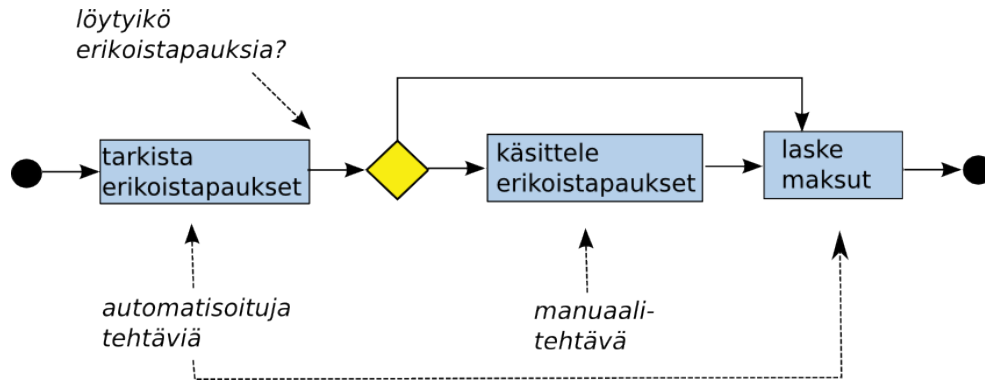 löytyikö
erikoistapauksia?
tarkista
erikoistapaukset
käsittele
erikoistapaukset
laske
maksut
automatisoituja
tehtäviä
manuaali-
tehtävä